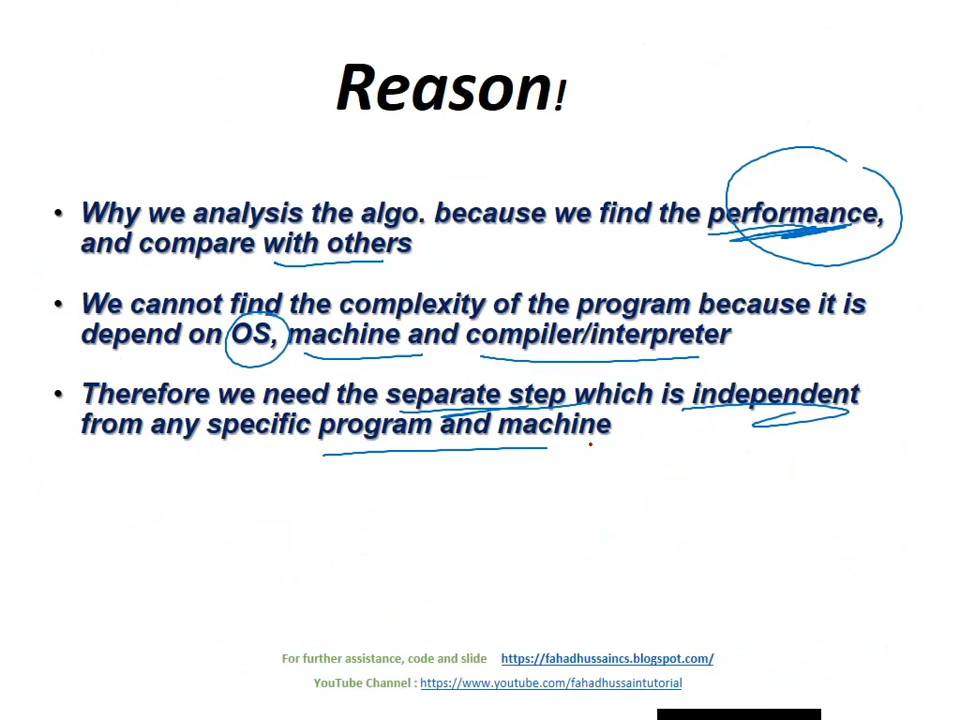 Reason!
• Why we analysis the algo. because we find the performance,
and compare with others
• We cannot find the complexity of the program because it is
depend on OS, machine and compiler/interpreter
• Therefore we need the separate step which is independent
from any specific program and machine
For further assistance, code and slide https://fahadhussaincs.blogspot.com/
YouTube Channel : https://www.youtube.com/fahadhussaintutorial